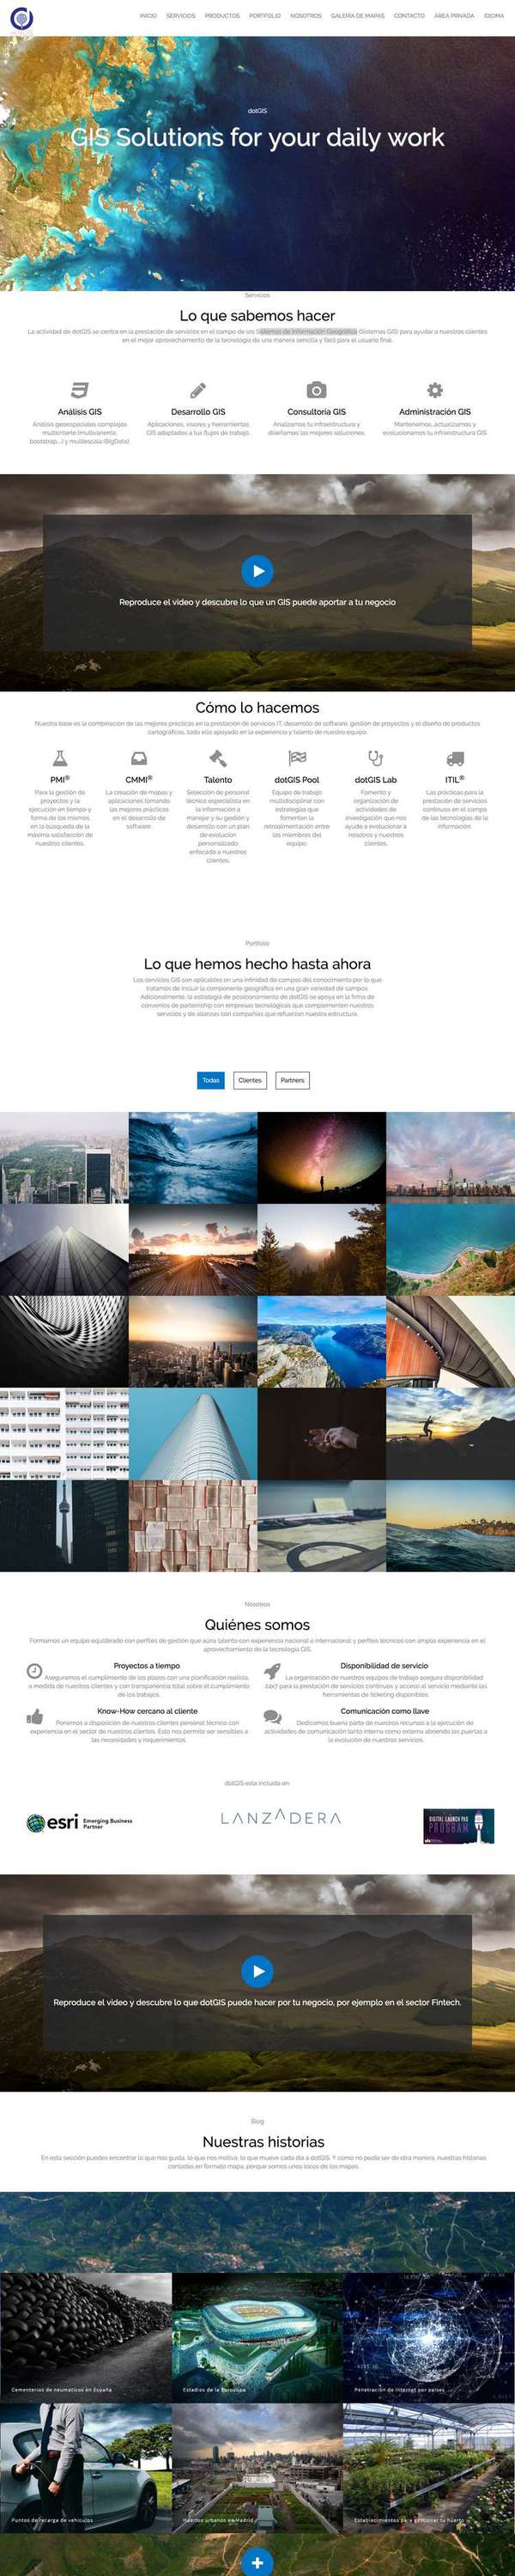 INICIO SERVICIOS PRODUCTOS PORTFOLIO NOSOTROS GALERÍA DE MAPAS CONTACTO ÁREA PRIVADA IDIOMA
dotGIS
GIS Solutions for your daily work
Servicios
Lo que sabemos hacer
La actividad de dotGIS se centra en la prestación de servicios en el campo de los Sistemas de Información Geográfica (Sistemas GIS) para ayudar a nuestros clientes
en el mejor aprovechamiento de la tecnología de una manera sencilla y fácil para el usuario final.
Análisis GIS
Desarrollo GIS
Consultoría GIS
Administración GIS
Análisis geoespaciales complejos
multicriterio (multivariente,
bootstrap,...) y multiescala (BigData).
Aplicaciones, visores y herramientas
GIS adaptados a tus flujos de trabajo.
Analizamos tu infraestructura y
diseñamos las mejores soluciones.
Mantenemos, actualizamos y
evolucionamos tu infraestructura GIS.
Reproduce el video y descubre lo que un GIS puede aportar a tu negocio
Cómo lo hacemos
Nuestra base es la combinación de las mejores prácticas en la prestación de servicios IT, desarrollo de software, gestión de proyectos y el diseño de productos
cartográficos, todo ello apoyado en la experiencia y talento de nuestro equipo.
PMI®
Para la gestión de
proyectos y la
ejecución en tiempo y
forma de los mismos
en la búsqueda de la
máxima satisfacción de
nuestros clientes.
CMMI®
La creación de mapas y
aplicaciones tomando
las mejores prácticas
en el desarrollo de
software.
Talento
Selección de personal
técnico especialista en
la información a
manejar y su gestión y
desarrollo con un plan
de evolución
personalizado
enfocado a nuestros
clientes.
dotGIS Pool
Equipo de trabajo
multidisciplinar con
estrategias que
fomentan la
retroalimentación entre
los miembros del
equipo.
dotGIS Lab
Fomento y
organización de
actividades de
investigación que nos
ayude a evolucionar a
nosotros y nuestros
clientes.
ITIL®
Las prácticas para la
prestación de servicios
continuos en el campo
de las tecnologías de la
información.
Portfolio
Lo que hemos hecho hasta ahora
Los servicios GIS son aplicables en una infinidad de campos del conocimiento por lo que
tratamos de incluir la componente geográfica en una gran variedad de campos.
Adicionalmente, la estrategia de posicionamiento de dotGIS se apoya en la firma de
convenios de partership con empresas tecnológicas que complementen nuestros
servicios y de alianzas con compañías que refuerzan nuestra estructura.
Todas Clientes Partners
Nosotros
Quiénes somos
Formamos un equipo equilibrado con perfiles de gestión que aúna talento con experiencia nacional e internacional y perfiles técnicos con amplia experiencia en el
aprovechamiento de la tecnología GIS.
Proyectos a tiempo
Aseguramos el cumplimiento de los plazos con una planificación realista,
a medida de nuestros clientes y con transparencia total sobre el cumplimiento
de los trabajos.
Disponibilidad de servicio
La organización de nuestros equipos de trabajo asegura disponibilidad
24x7 para la prestación de servicios continuos y acceso al servicio mediante las
herramientas de ticketing disponibles.
Know-How cercano al cliente
Ponemos a disposición de nuestros clientes personal técnico con
experiencia en el sector de nuestros clientes. Esto nos permite ser sensibles a
las necesidades y requerimientos.
Comunicación como llave
Dedicamos buena parte de nuestros recursos a la ejecución de
actividades de comunicación tanto interna como externa abriendo las puertas a
la evolución de nuestros servicios.
dotGIS esta incluida en
esri Emerging Business
Partner
LANZADERA
DIGITAL LAUNCH PAD
PROGRAM
Reproduce el video y descubre lo que dotGIS puede hacer por tu negocio, por ejemplo en el sector Fintech.
Blog
Nuestras historias
En esta sección puedes encontrar lo que nos gusta, lo que nos motiva, lo que mueve cada día a dotGIS. Y como no podía ser de otra manera, nuestras historias
contadas en formato mapa, porque somos unos locos de los mapas.
Cementerios de neumáticos en España
Estadios de la Eurocopa
Penetración de internet por países
Puntos de recarga de vehículos
Huertos urbanos en Madrid
Establecimientos para gestionar tu huerto